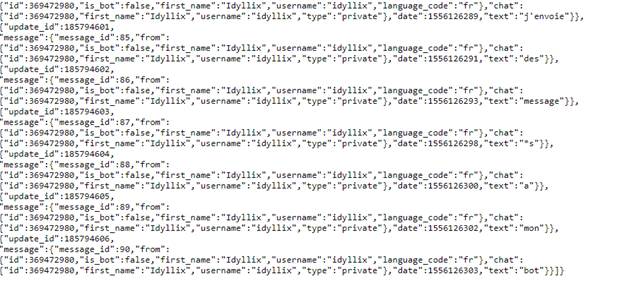 {"id":369472980,"is_bot":false,"first_name":"Idyllix","username":"idyllix","language_code":"fr"},"chat":
{"id":369472980,"first_name":"Idyllix","username":"idyllix","type":"private"},"date":1556126289,"text":"j'envoie"}},
{"update_id":185794601,
"message":{"message_id":85,"from":
{"id":369472980,"is_bot":false,"first_name":"Idyllix","username":"idyllix","language_code":"fr"},"chat":
{"id":369472980,"first_name":"Idyllix","username":"idyllix","type":"private"},"date":1556126291,"text":"des"}},
{"update_id":185794602,
"message":{"message_id":86,"from":
{"id":369472980,"is_bot":false,"first_name":"Idyllix","username":"idyllix","language_code":"fr"},"chat":
{"id":369472980,"first_name":"Idyllix","username":"idyllix","type":"private"},"date":1556126293,"text":"message"}},
{"update_id":185794603,
"message":{"message_id":87,"from":
{"id":369472980,"is_bot":false,"first_name":"Idyllix","username":"idyllix","language_code":"fr"},"chat":
{"id":369472980,"first_name":"Idyllix","username":"idyllix","type":"private"},"date":1556126298,"text":"*s"}},
{"update_id":185794604,
"message":{"message_id":88,"from":
{"id":369472980,"is_bot":false,"first_name":"Idyllix","username":"idyllix","language_code":"fr"},"chat":
{"id":369472980,"first_name":"Idyllix","username":"idyllix","type":"private"},"date":1556126300,"text":"a"}},
{"update_id":185794605,
"message":{"message_id":89,"from":
{"id":369472980,"is_bot":false,"first_name":"Idyllix","username":"idyllix","language_code":"fr"},"chat":
{"id":369472980,"first_name":"Idyllix","username":"idyllix","type":"private"},"date":1556126302,"text":"mon"}},
{"update_id":185794606,
"message":{"message_id":90,"from":
{"id":369472980,"is_bot":false,"first_name":"Idyllix","username":"idyllix","language_code":"fr"},"chat":
{"id":369472980,"first_name":"Idyllix","username":"idyllix","type":"private"},"date":1556126303,"text":"bot"}}]}